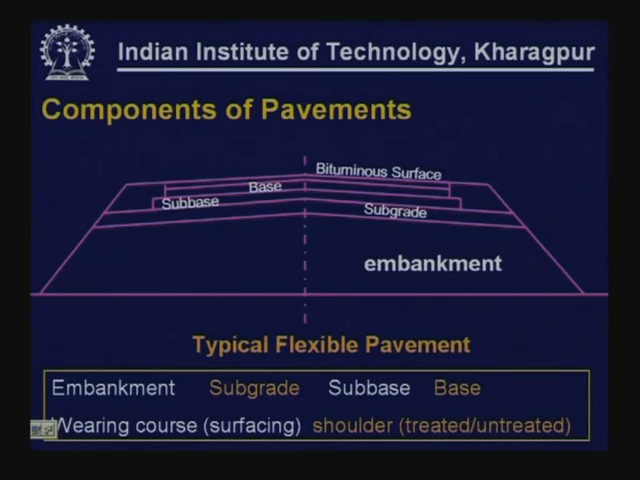 Indian Institute of Technology, Kharagpur
Components of Pavements
Bituminous Surface
Base
Subbase
Subgrade
embankment
Typical Flexible Pavement
Embankment Subgrade Subbase Base
Wearing course (surfacing) shoulder (treated/untreated)